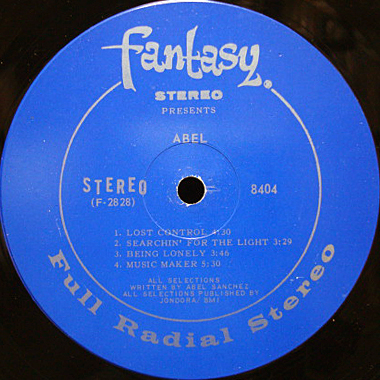 fantasy.
STEREO
PRESENTS
ABEL
STEREO
(F-2828)
8404
1. LOST CONTROL 4:30
2. SEARCHIN' FOR THE LIGHT 3:29
3. BEING LONELY 3:46
4. MUSIC MAKER 5:30
ALL SELECTIONS
WRITTEN BY ABEL SANCHEZ
ALL SELECTIONS PUBLISHED BY
JONDORA/BMI
Full Radial Stereo